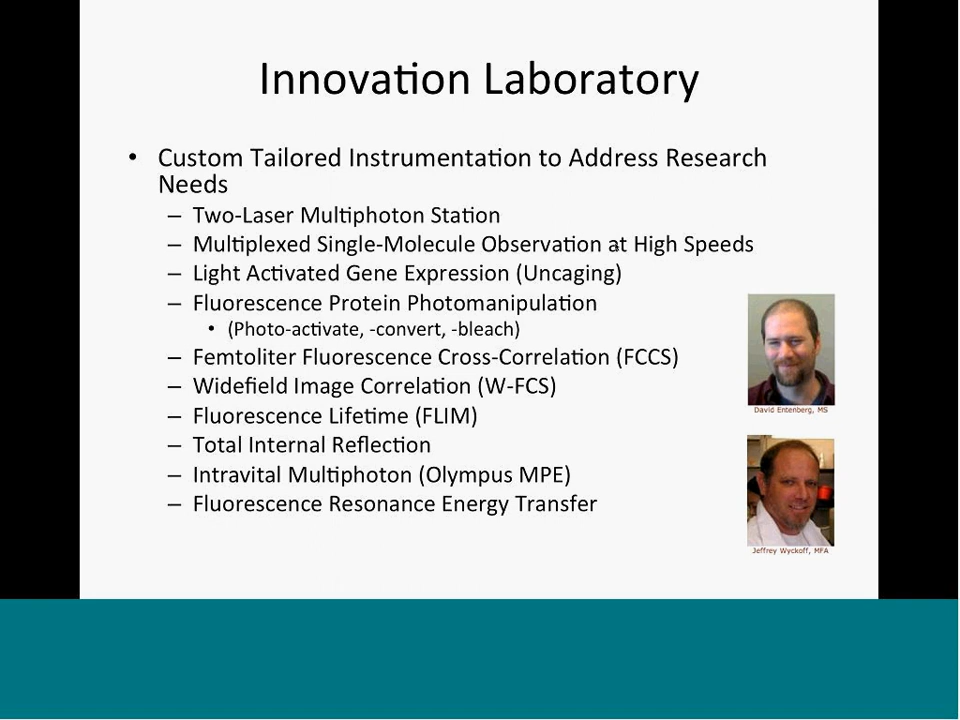 Innovation Laboratory
• Custom Tailored Instrumentation to Address Research
Needs
– Two-Laser Multiphoton Station
– Multiplexed Single-Molecule Observation at High Speeds
– Light Activated Gene Expression (Uncaging)
– Fluorescence Protein Photomanipulation
• (Photo-activate, -convert, -bleach)
– Femtoliter Fluorescence Cross-Correlation (FCCS)
– Widefield Image Correlation (W-FCS)
– Fluorescence Lifetime (FLIM)
– Total Internal Reflection
– Intravital Multiphoton (Olympus MPE)
– Fluorescence Resonance Energy Transfer
David Entenberg, MS
Jeffrey Wyckoff, MFA